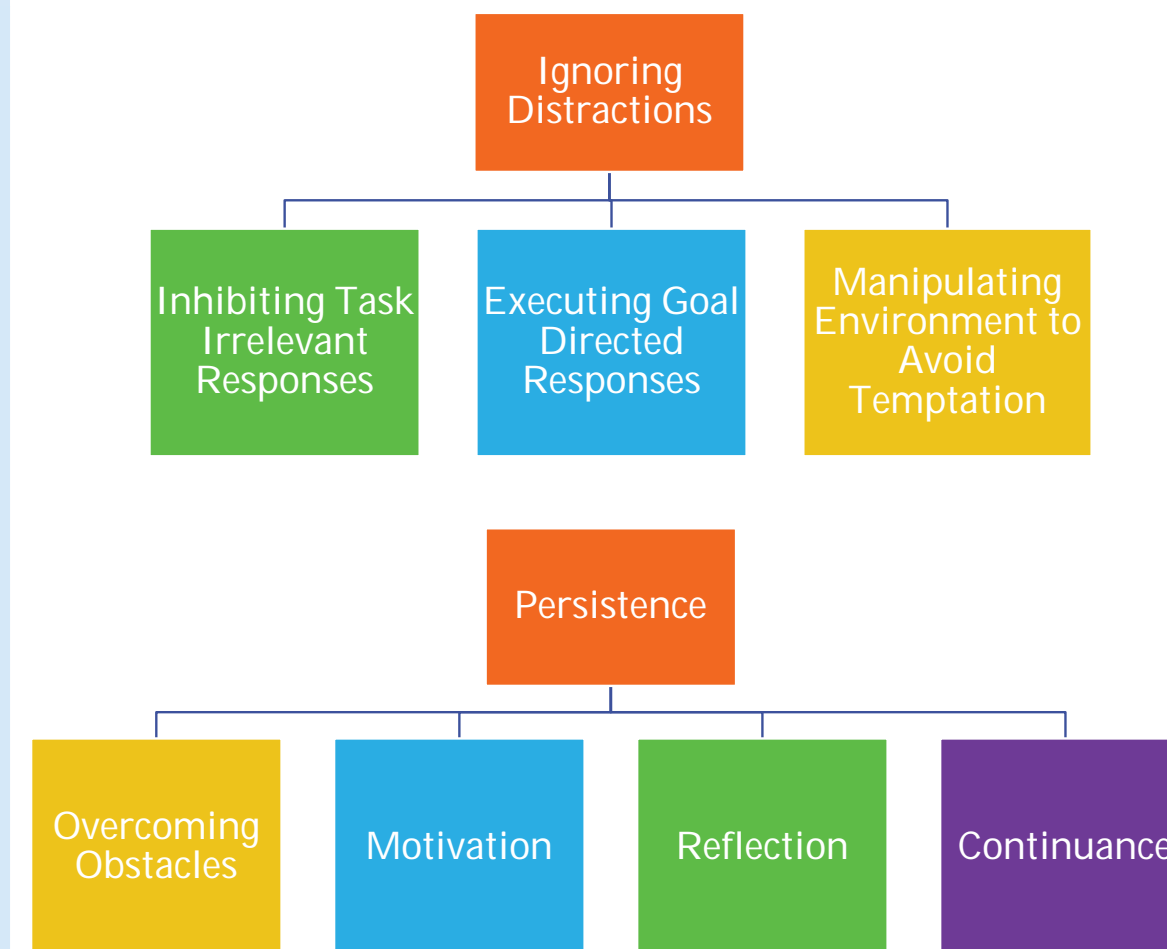 Ignoring
Distractions
Inhibiting Task
Irrelevant
Responses
Executing Goal
Directed
Responses
Manipulating
Environment to
Avoid
Temptation
Persistence
Overcoming
Obstacles
Motivation
Reflection
Continuance